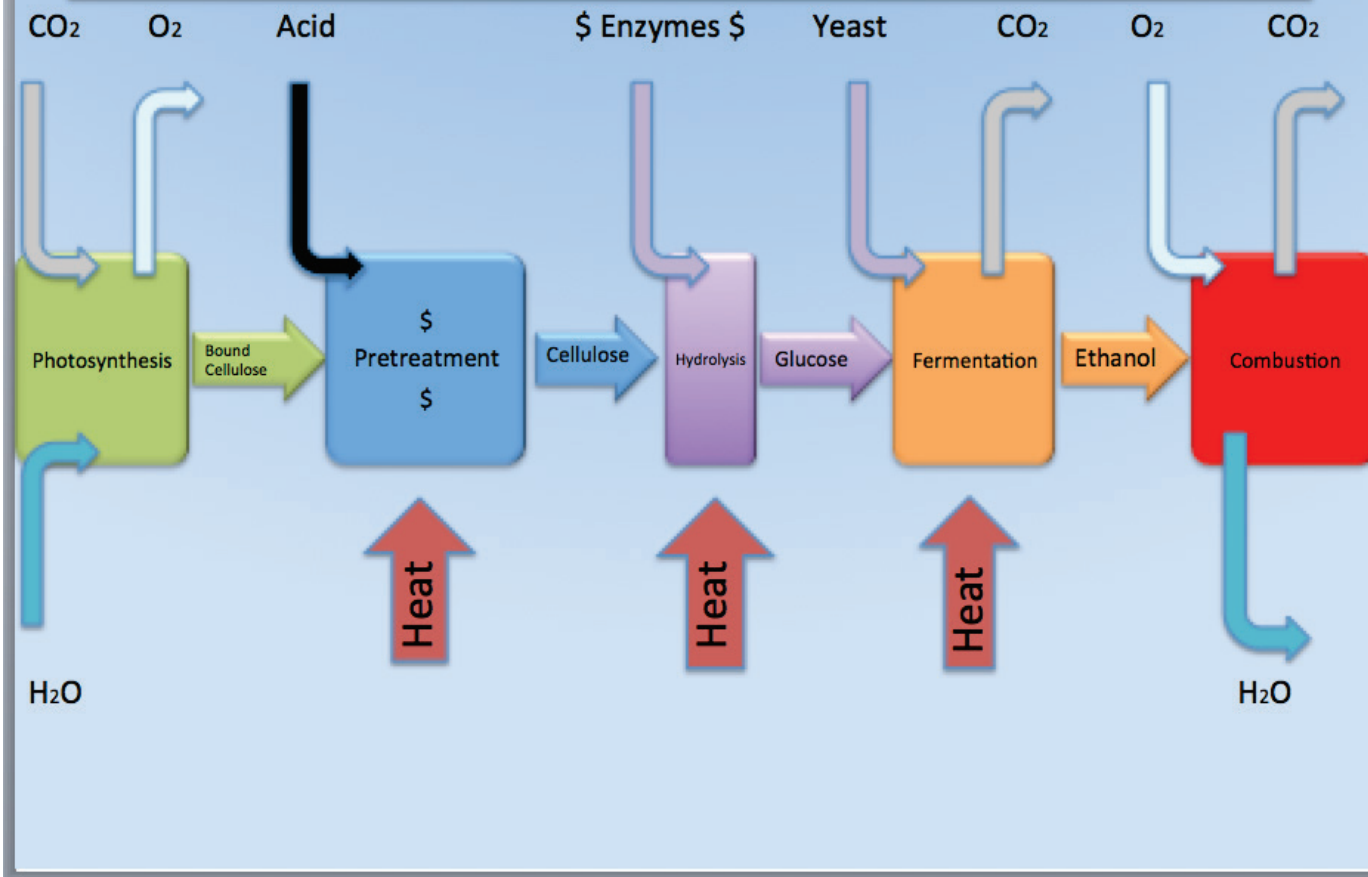 CO2 O2 Acid $ Enzymes $ Yeast CO2 O2 CO2
Photosynthesis
Bound
Cellulose
$
Pretreatment
$
Cellulose
Hydrolysis
Glucose
Fermentation
Ethanol
Combustion
Heat
Heat
Heat
H2O
H2O